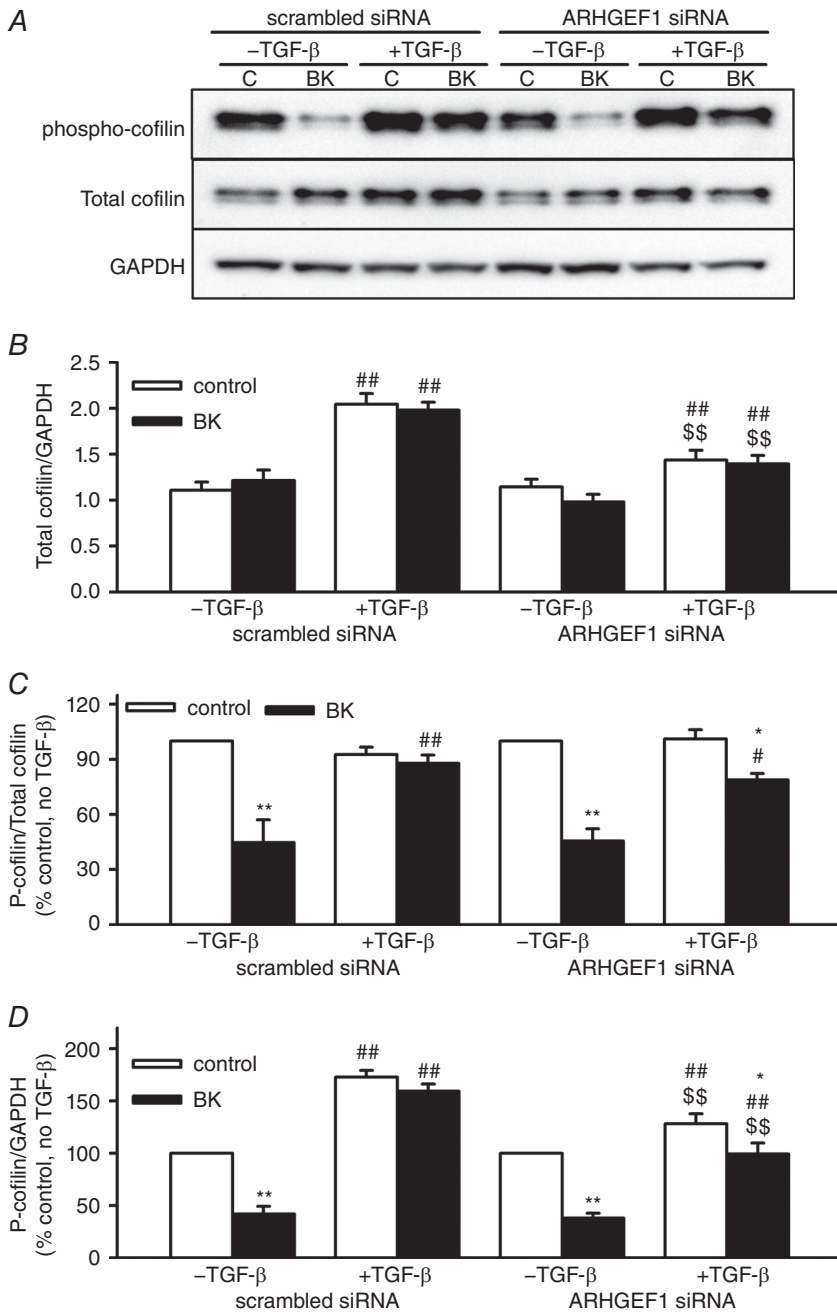 A
scrambled siRNA ARHGEF1 siRNA
–TGF-β +TGF-β –TGF-β +TGF-β
C BK C BK C BK C BK
phospho-cofilin
Total cofilin
GAPDH
B
Total cofilin/GAPDH
2.5
2.0
1.5
1.0
0.5
0.0
control
BK
## ## ## ##
$$ $$
–TGF-β +TGF-β –TGF-β +TGF-β
scrambled siRNA ARHGEF1 siRNA
C
P-cofilin/Total cofilin
(% control, no TGF-β)
120
90
60
30
0
control BK
** ## ** *
#
–TGF-β +TGF-β –TGF-β +TGF-β
scrambled siRNA ARHGEF1 siRNA
D
P-cofilin/GAPDH
(% control, no TGF-β)
200
150
100
50
0
control
BK
** ## ## ** ## *
$$ ##
$$
–TGF-β +TGF-β –TGF-β +TGF-β
scrambled siRNA ARHGEF1 siRNA